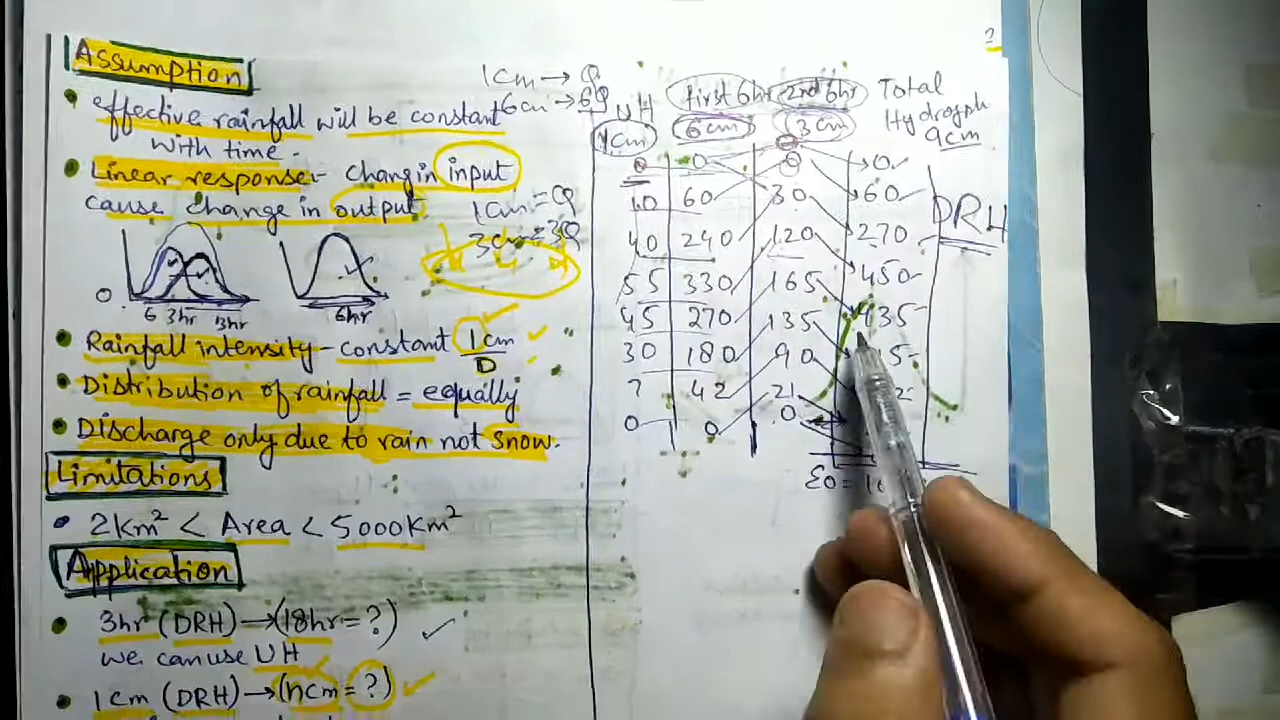 Assumption
effective rainfall will be constant
with time.
Linear response - change in input
cause change in output.
0
6 3hr 3hr
6hr
1cm = Q
3cm = 3Q
Rainfall intensity - constant 1cm
D
Distribution of rainfall = equally
Discharge only due to rain not snow.
Limitations
2Km² < Area < 5000Km²
Application
3hr (DRH) → (18hr = ?)
we can use UH
1cm (DRH) → (ncm = ?)
1cm → Q
6cm → 6Q
UH first 6hr 2nd 6hr Total
Hydrograph
1cm 6cm 3cm 9cm
0 0 0 0
10 60 30 60
40 240 120 270
55 330 165 450
45 270 135 435
30 180 90
7 42 21
0 0 0
DRH